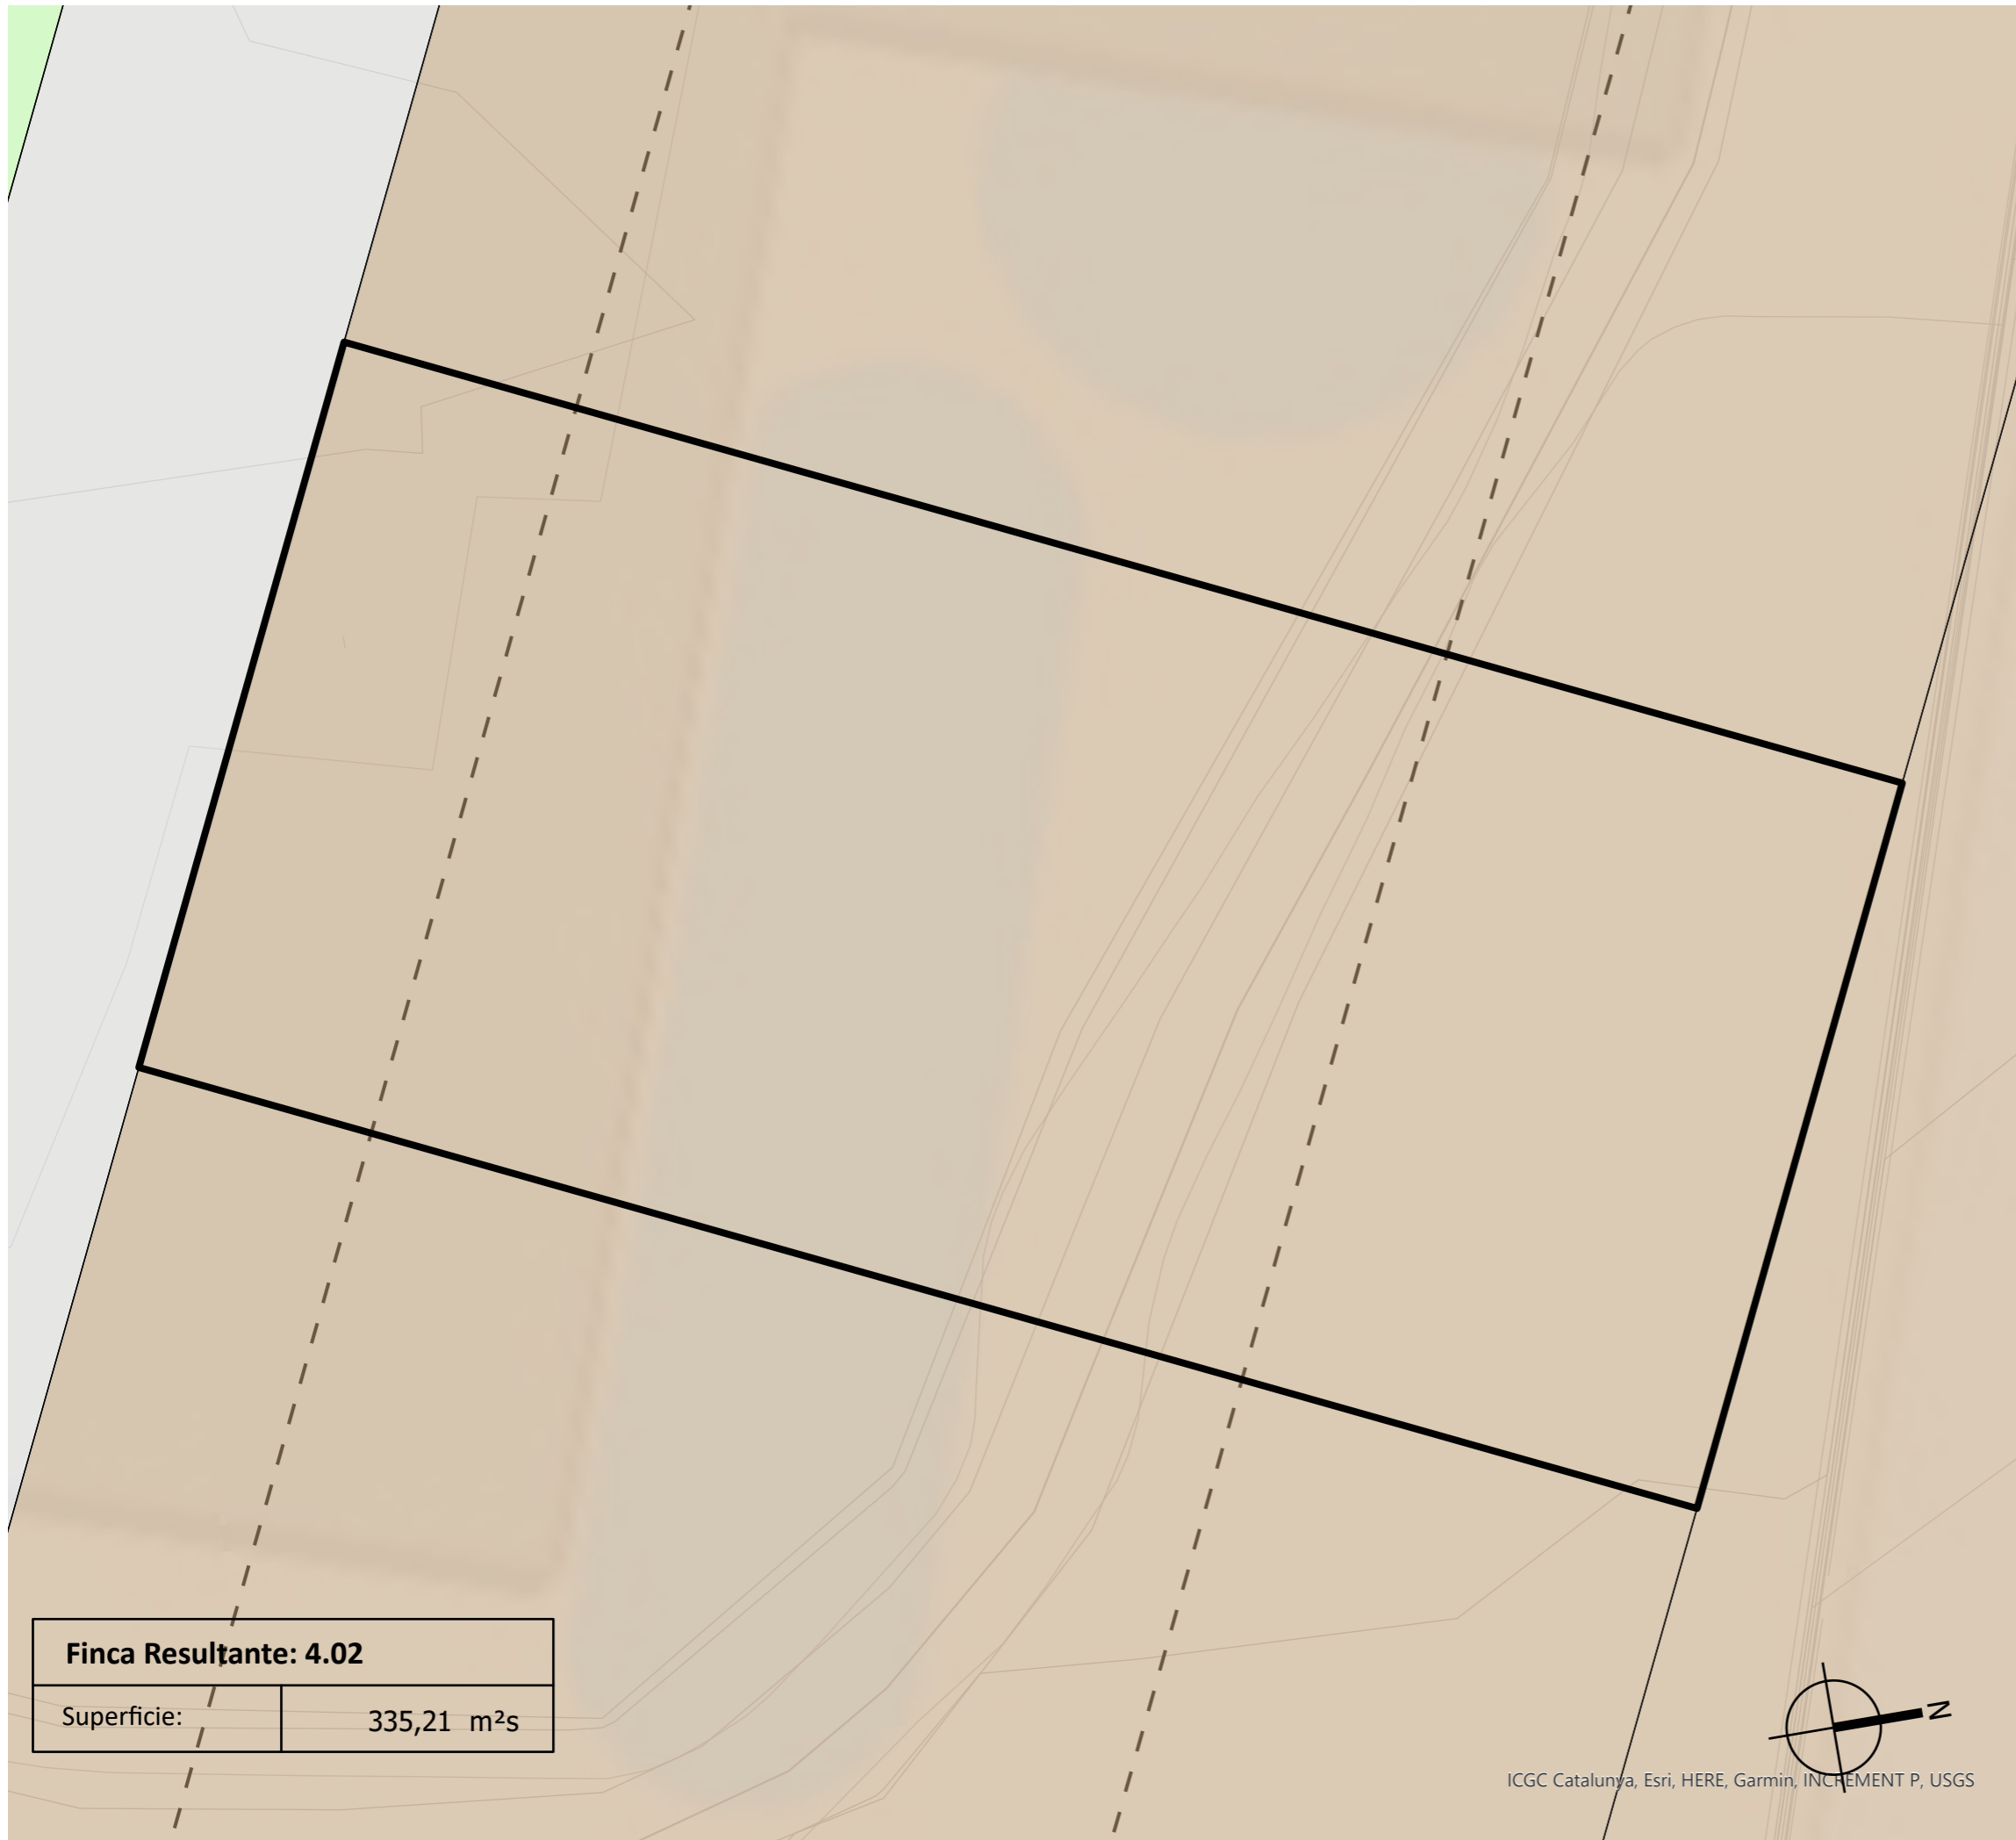 Finca Resultante: 4.02
Superficie: 335,21 m²s
N
ICGC Catalunya, Esri, HERE, Garmin, INCREMENT P, USGS